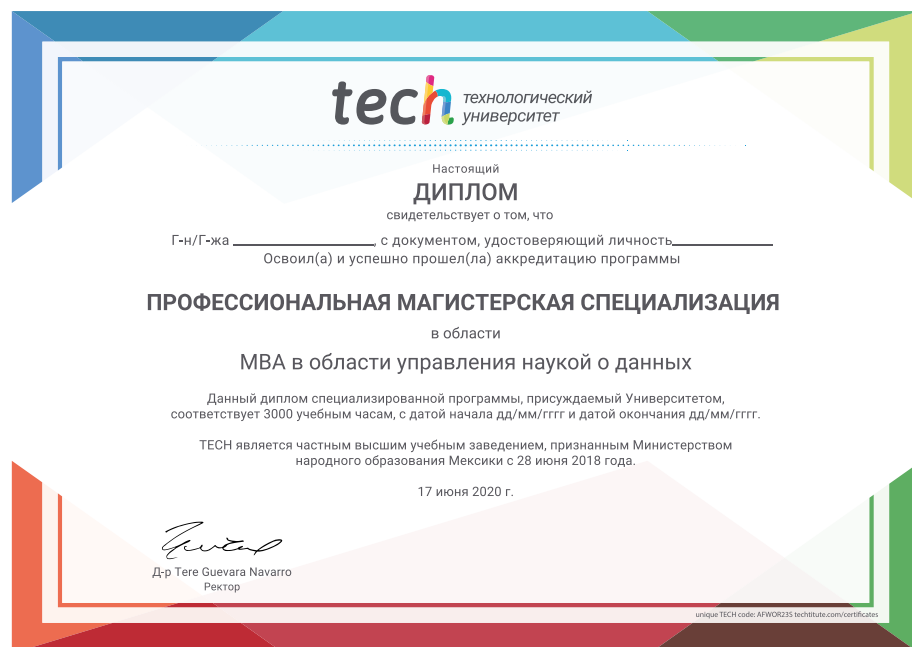 tech технологический
университет
Настоящий
ДИПЛОМ
свидетельствует о том, что
Г-н/Г-жа ____________________, с документом, удостоверяющий личность______________
Освоил(а) и успешно прошел(ла) аккредитацию программы
ПРОФЕССИОНАЛЬНАЯ МАГИСТЕРСКАЯ СПЕЦИАЛИЗАЦИЯ
в области
MBA в области управления наукой о данных
Данный диплом специализированной программы, присуждаемый Университетом,
соответствует 3000 учебным часам, с датой начала дд/мм/гггг и датой окончания дд/мм/гггг.
TECH является частным высшим учебным заведением, признанным Министерством
народного образования Мексики с 28 июня 2018 года.
17 июня 2020 г.
Д-р Tere Guevara Navarro
Ректор
unique TECH code: AFWOR23S techtitute.com/certificates